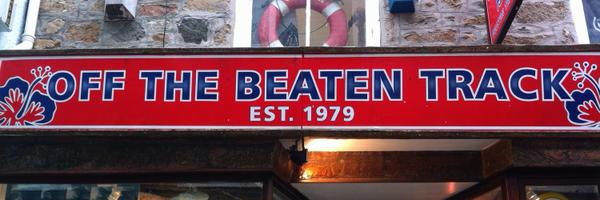 OFF THE BEATEN TRACK
EST. 1979